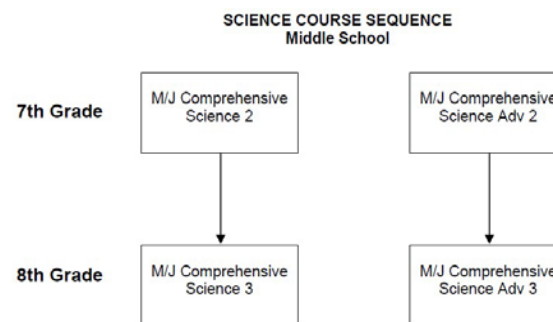 SCIENCE COURSE SEQUENCE
Middle School
7th Grade
M/J Comprehensive
Science 2
M/J Comprehensive
Science Adv 2
8th Grade
M/J Comprehensive
Science 3
M/J Comprehensive
Science Adv 3